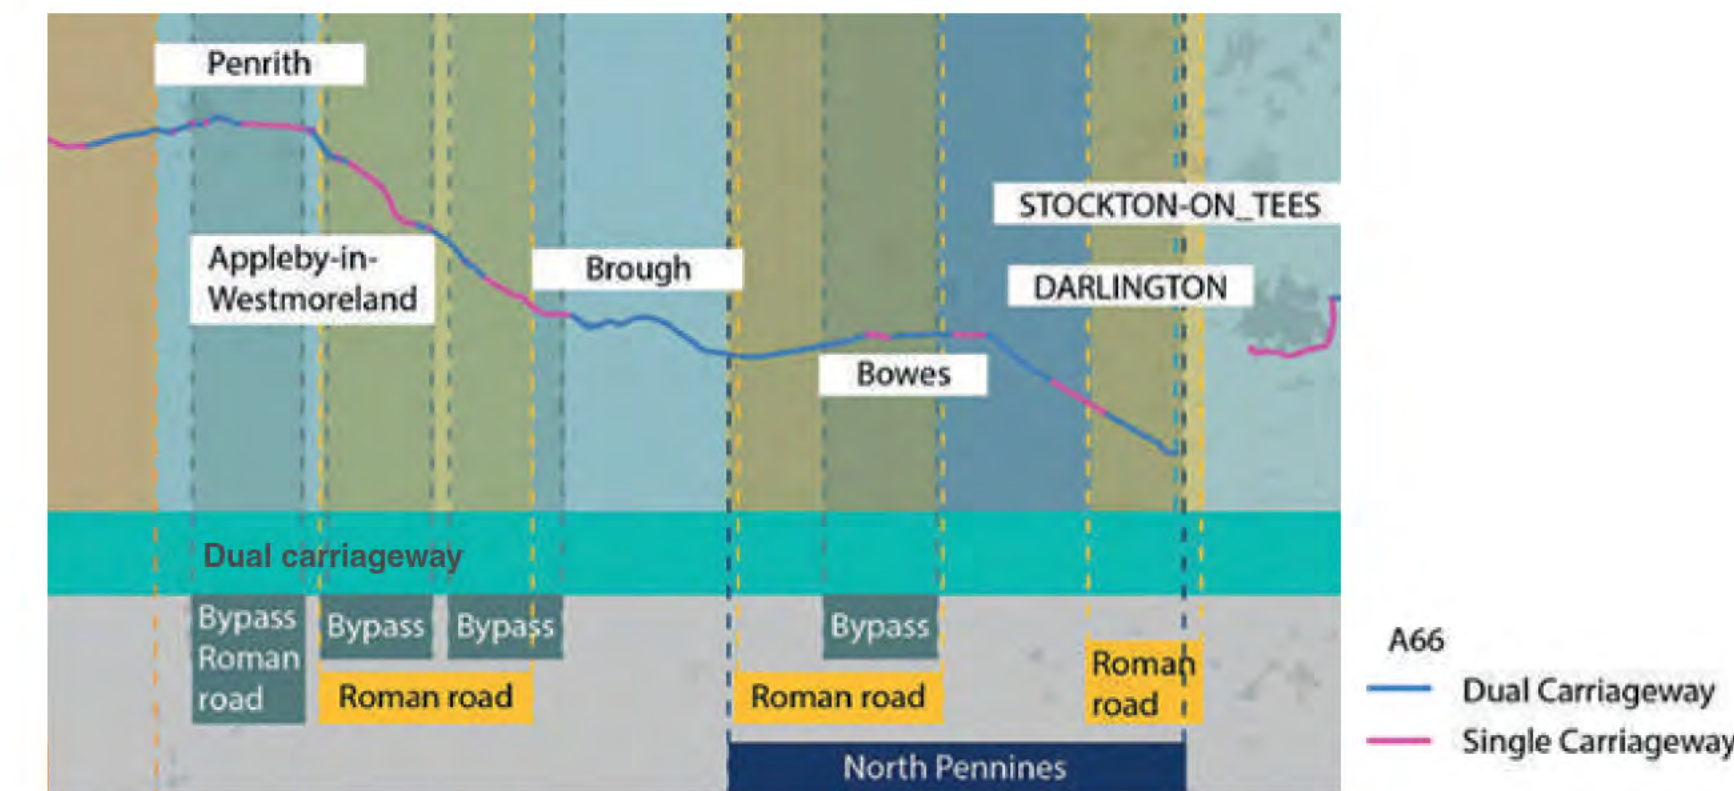 Penrith
STOCKTON-ON_TEES
Appleby-in-
Westmoreland
Brough
DARLINGTON
Bowes
Dual carriageway
Bypass
Roman
road
Bypass
Bypass
Roman road
Bypass
Roman road
Roman
road
North Pennines
A66
Dual Carriageway
Single Carriageway